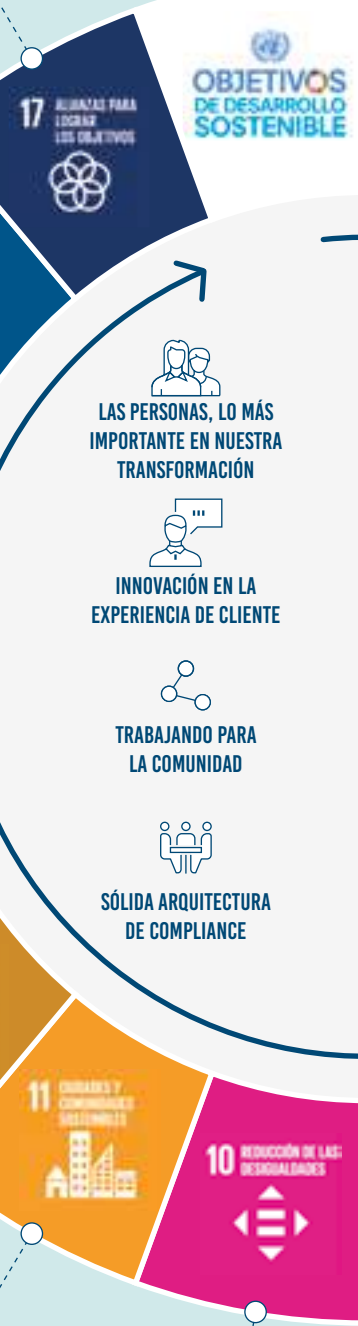 OBJETIVOS
DE DESARROLLO
SOSTENIBLE
17 ALIANZAS PARA
LOGRAR
LOS OBJETIVOS
LAS PERSONAS, LO MÁS
IMPORTANTE EN NUESTRA
TRANSFORMACIÓN
INNOVACIÓN EN LA
EXPERIENCIA DE CLIENTE
TRABAJANDO PARA
LA COMUNIDAD
SÓLIDA ARQUITECTURA
DE COMPLIANCE
11 CIUDADES Y
COMUNIDADES
SOSTENIBLES
10 REDUCCIÓN DE LAS
DESIGUALDADES